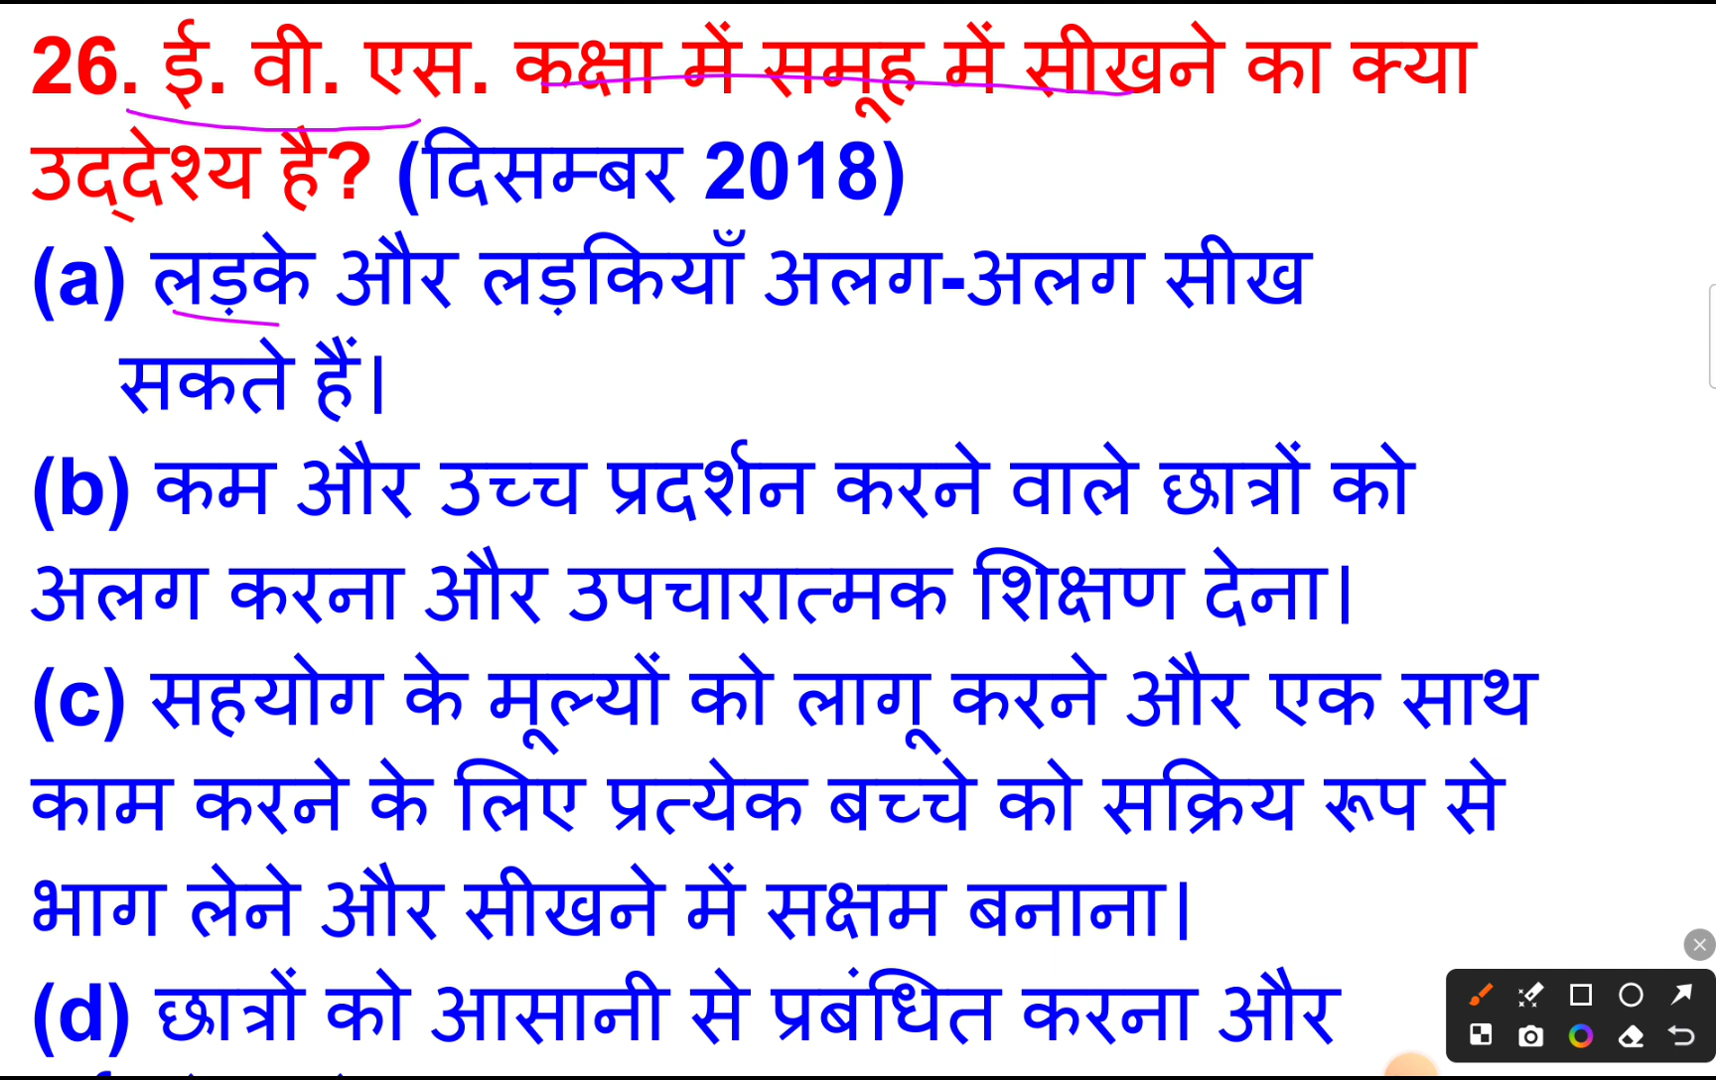 26. ई. वी. एस. कक्षा में समूह में सीखने का क्या
उद्देश्य है? (दिसम्बर 2018)
(a) लड़के और लड़कियाँ अलग-अलग सीख
सकते हैं।
(b) कम और उच्च प्रदर्शन करने वाले छात्रों को
अलग करना और उपचारात्मक शिक्षण देना।
(c) सहयोग के मूल्यों को लागू करने और एक साथ
काम करने के लिए प्रत्येक बच्चे को सक्रिय रूप से
भाग लेने और सीखने में सक्षम बनाना।
(d) छात्रों को आसानी से प्रबंधित करना और